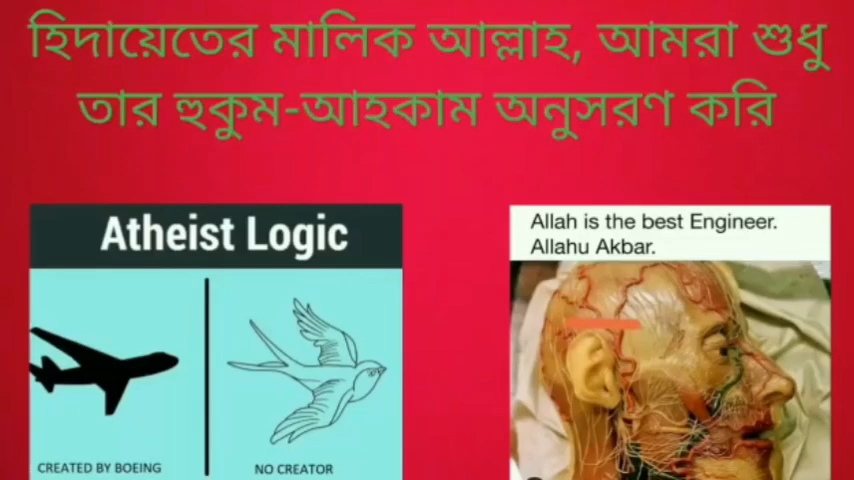 হিদায়েতের মালিক আল্লাহ, আমরা শুধু
তার হুকুম-আহকাম অনুসরণ করি
Atheist Logic
CREATED BY BOEING
NO CREATOR
Allah is the best Engineer.
Allahu Akbar.